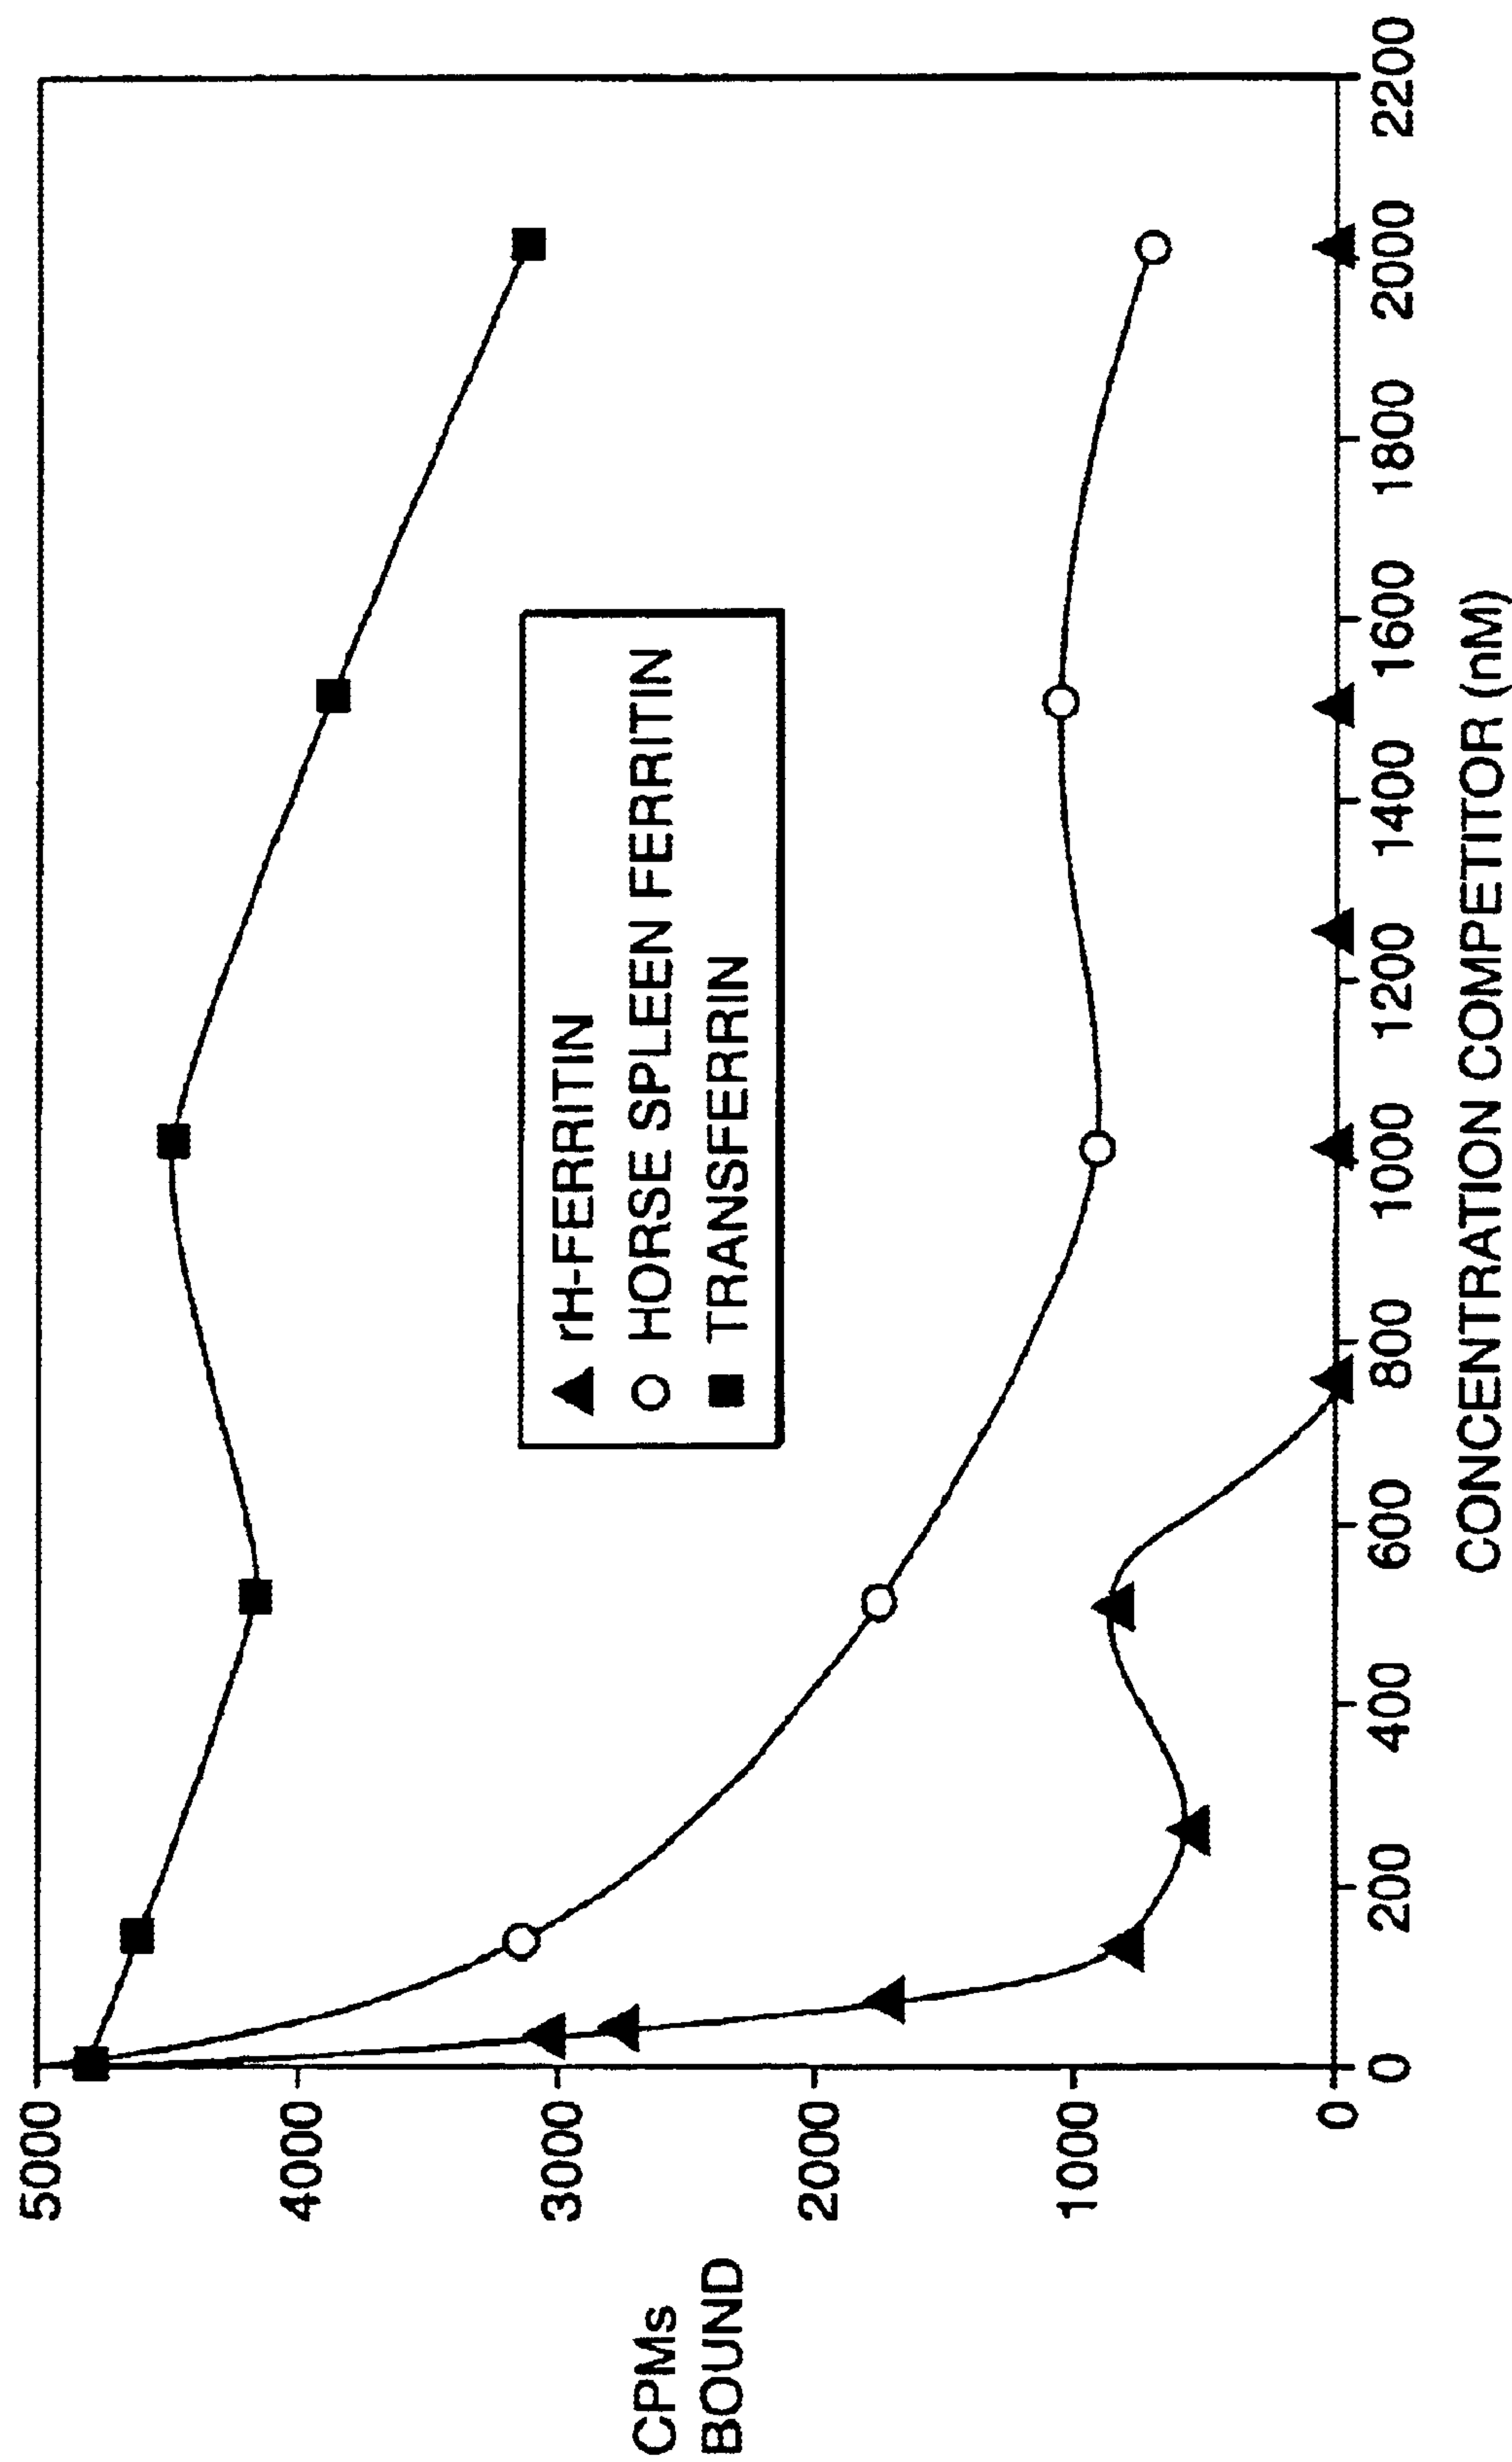 CPMs
BOUND
5000
4000
3000
2000
1000
0
rH-FERRITIN
HORSE SPLEEN FERRITIN
TRANSFERRIN
0 200 400 600 800 1000 1200 1400 1600 1800 2000 2200
CONCENTRATION COMPETITOR (nM)